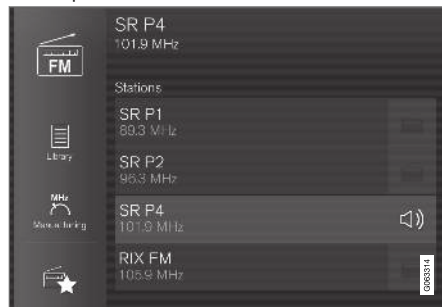 SR P4
101.9 MHz
FM
Stations
SR P1
89.3 MHz
Library
SR P2
96.3 MHz
MHz
Manual tuning
SR P4
101.9 MHz
RIX FM
105.9 MHz
G063314